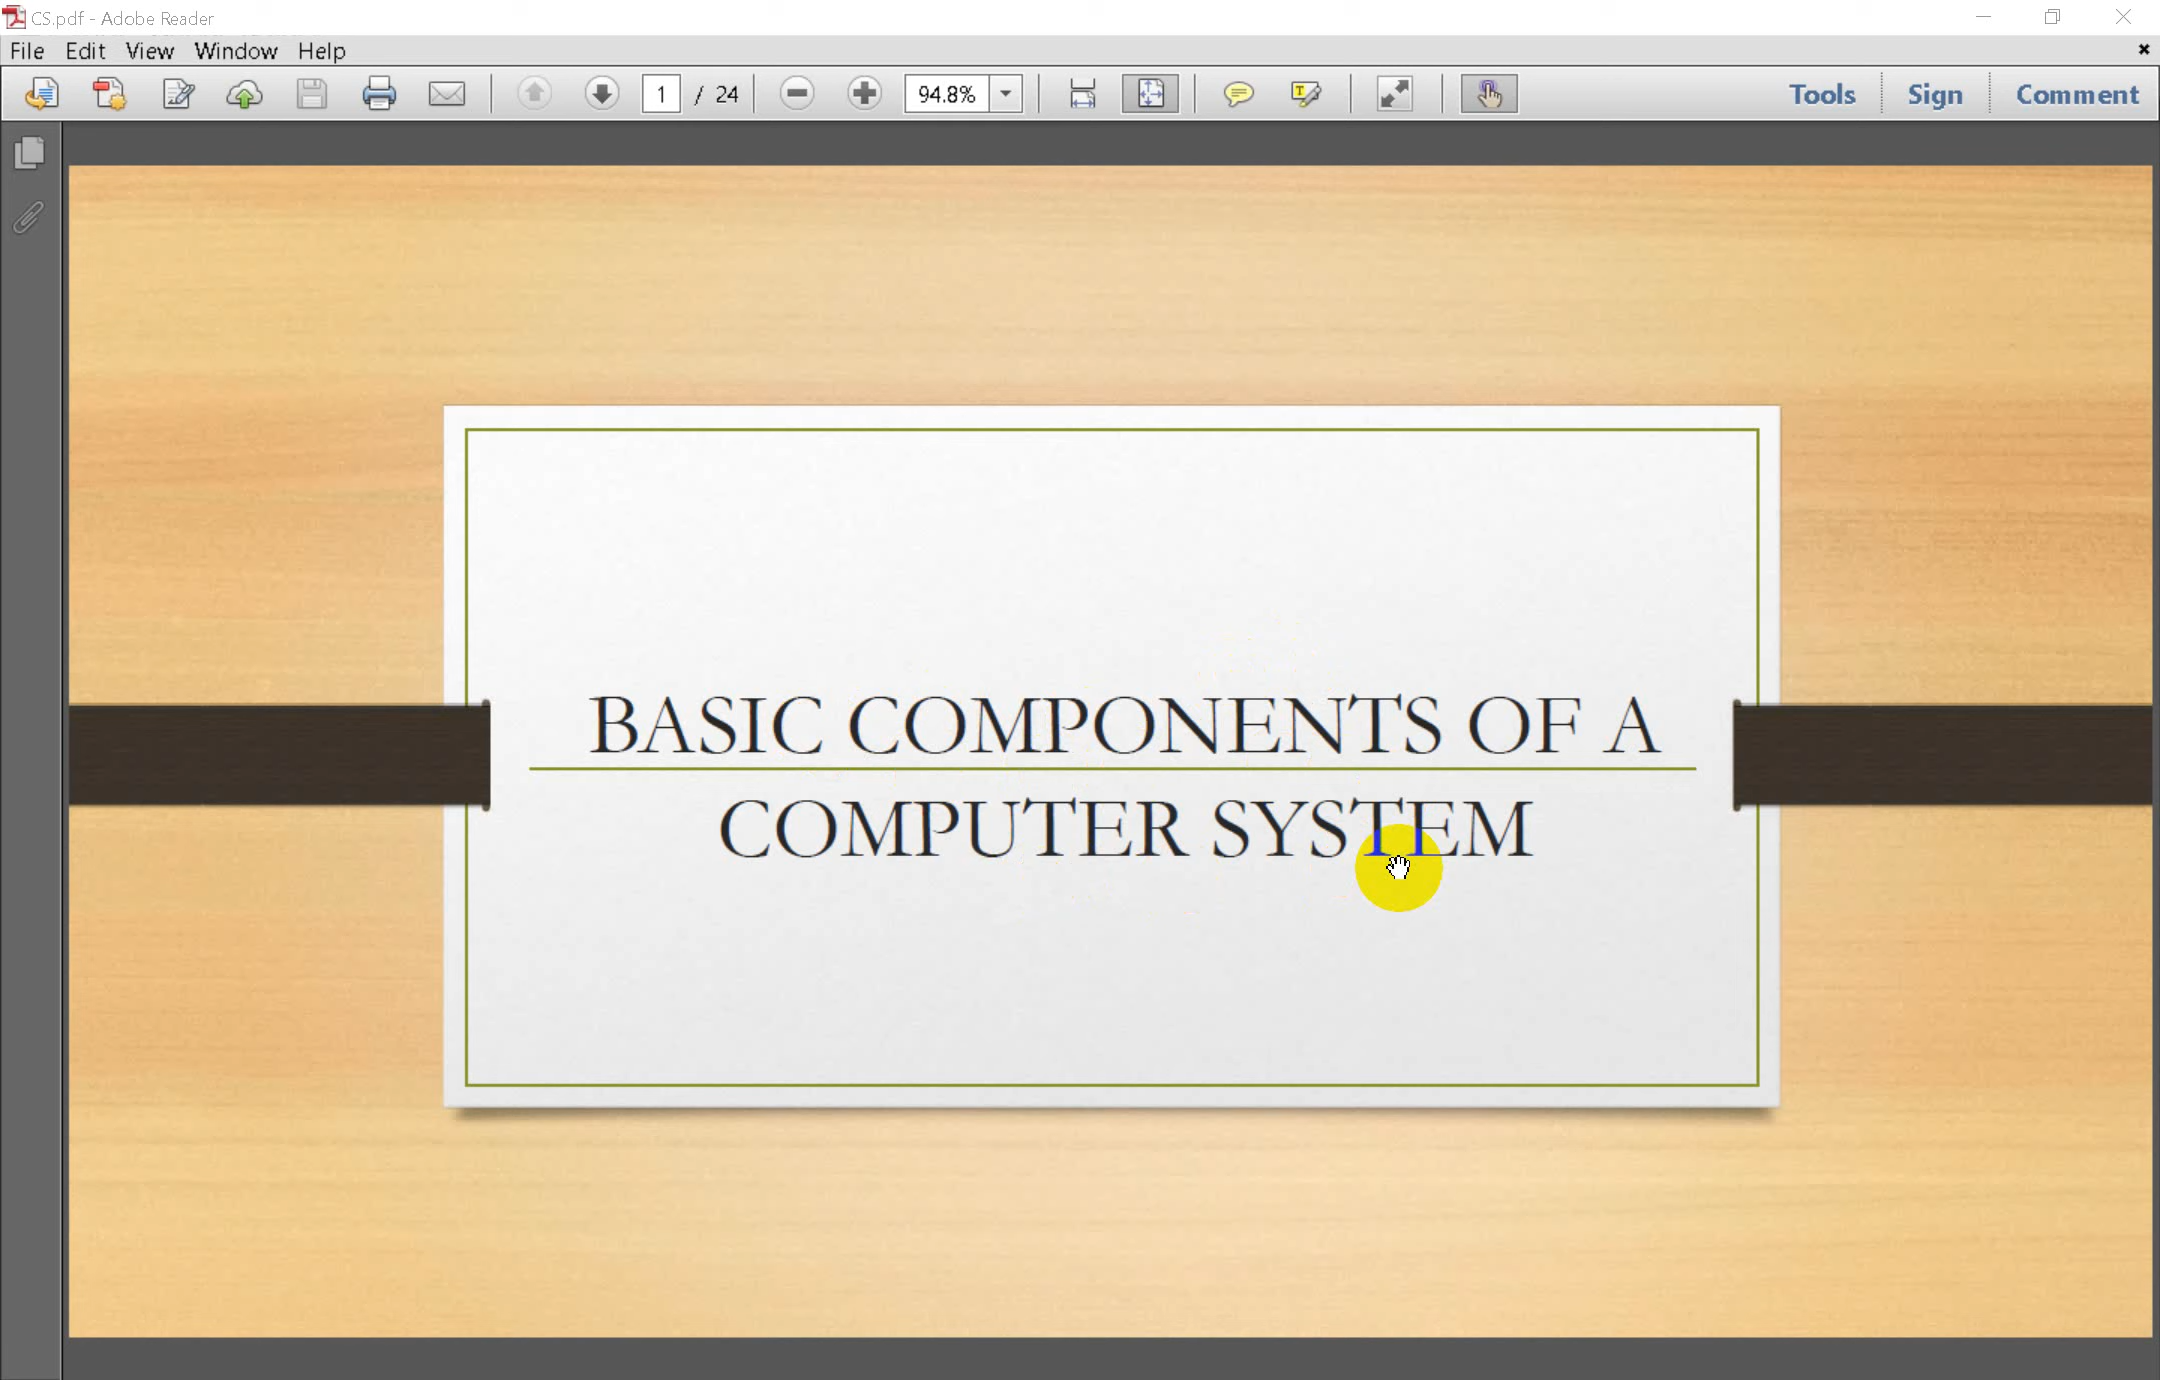 CS.pdf - Adobe Reader
File Edit View Window Help
1 / 24 94.8% Tools Sign Comment
BASIC COMPONENTS OF A
COMPUTER SYSTEM